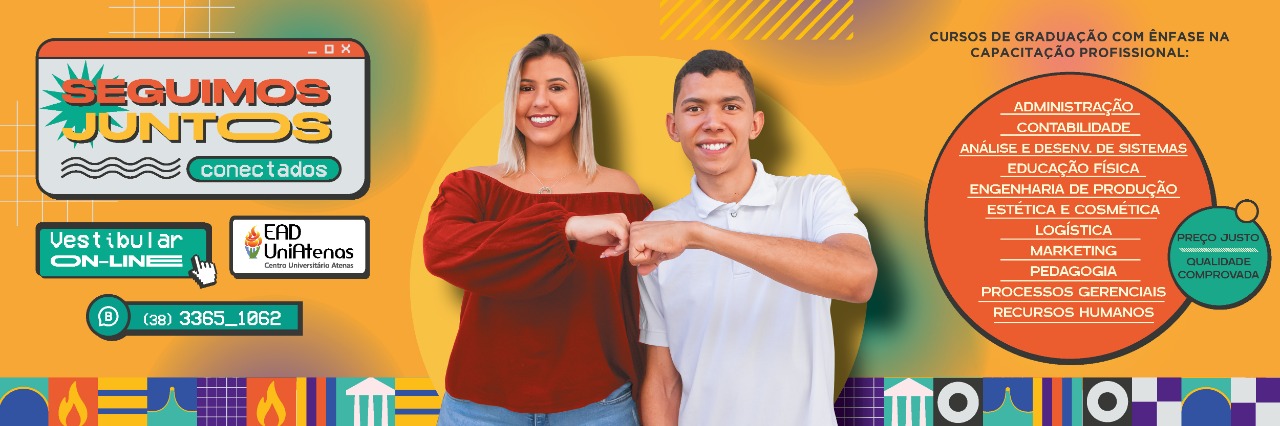 SEGUIMOS
JUNTOS
conectados
Vestibular
ON-LINE
EAD
UniAtenas
Centro Universitário Atenas
(38) 3365_1062
CURSOS DE GRADUAÇÃO COM ÊNFASE NA
CAPACITAÇÃO PROFISSIONAL:
ADMINISTRAÇÃO
CONTABILIDADE
ANÁLISE E DESENV. DE SISTEMAS
EDUCAÇÃO FÍSICA
ENGENHARIA DE PRODUÇÃO
ESTÉTICA E COSMÉTICA
LOGÍSTICA
MARKETING
PEDAGOGIA
PROCESSOS GERENCIAIS
RECURSOS HUMANOS
PREÇO JUSTO
QUALIDADE
COMPROVADA